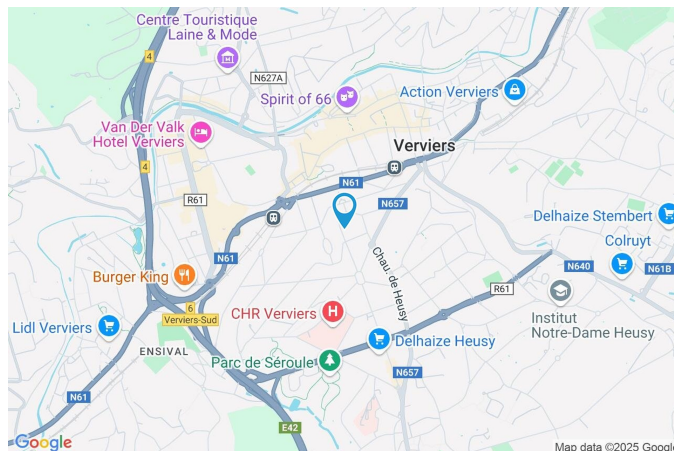 Centre Touristique
Laine & Mode
4
N627A
Spirit of 66
Action Verviers
Van Der Valk
Hotel Verviers
4
R61
Verviers
N61
N657
Delhaize Stembert
Colruyt
N61
Burger King
Chau. de Heusy
N640
N61B
R61
6
Verviers-Sud
CHR Verviers
Institut
Notre-Dame Heusy
Lidl Verviers
ENSIVAL
Delhaize Heusy
Parc de Séroule
N657
N61
E42
Google
Map data ©2025 Google